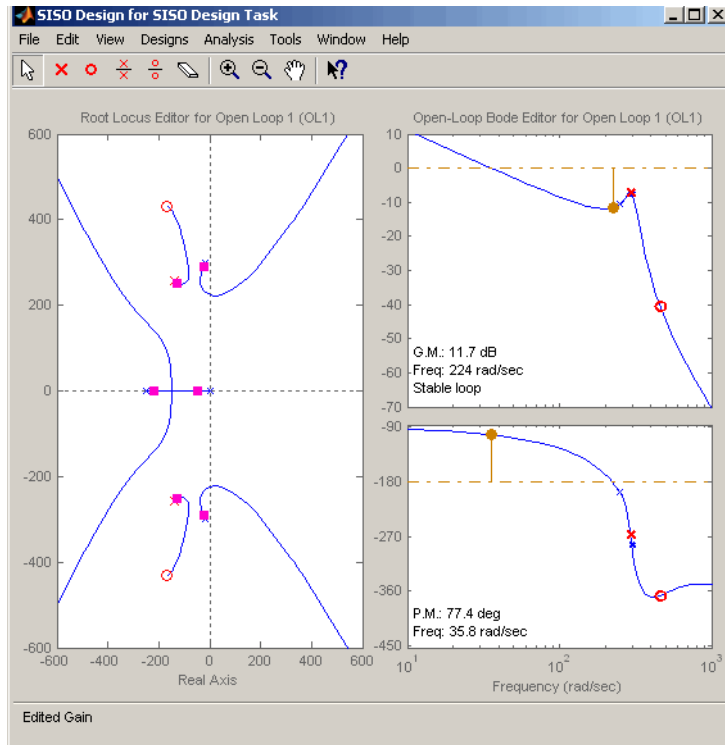 SISO Design for SISO Design Task
File Edit View Designs Analysis Tools Window Help
Root Locus Editor for Open Loop 1 (OL1)
600
400
200
0
-200
-400
-600
-600 -400 -200 0 200 400 600
Real Axis
Open-Loop Bode Editor for Open Loop 1 (OL1)
10
0
-10
-20
-30
-40
-50
-60
-70
G.M.: 11.7 dB
Freq: 224 rad/sec
Stable loop
-90
-180
-270
-360
-450
P.M.: 77.4 deg
Freq: 35.8 rad/sec
10^1 10^2 10^3
Frequency (rad/sec)
Edited Gain